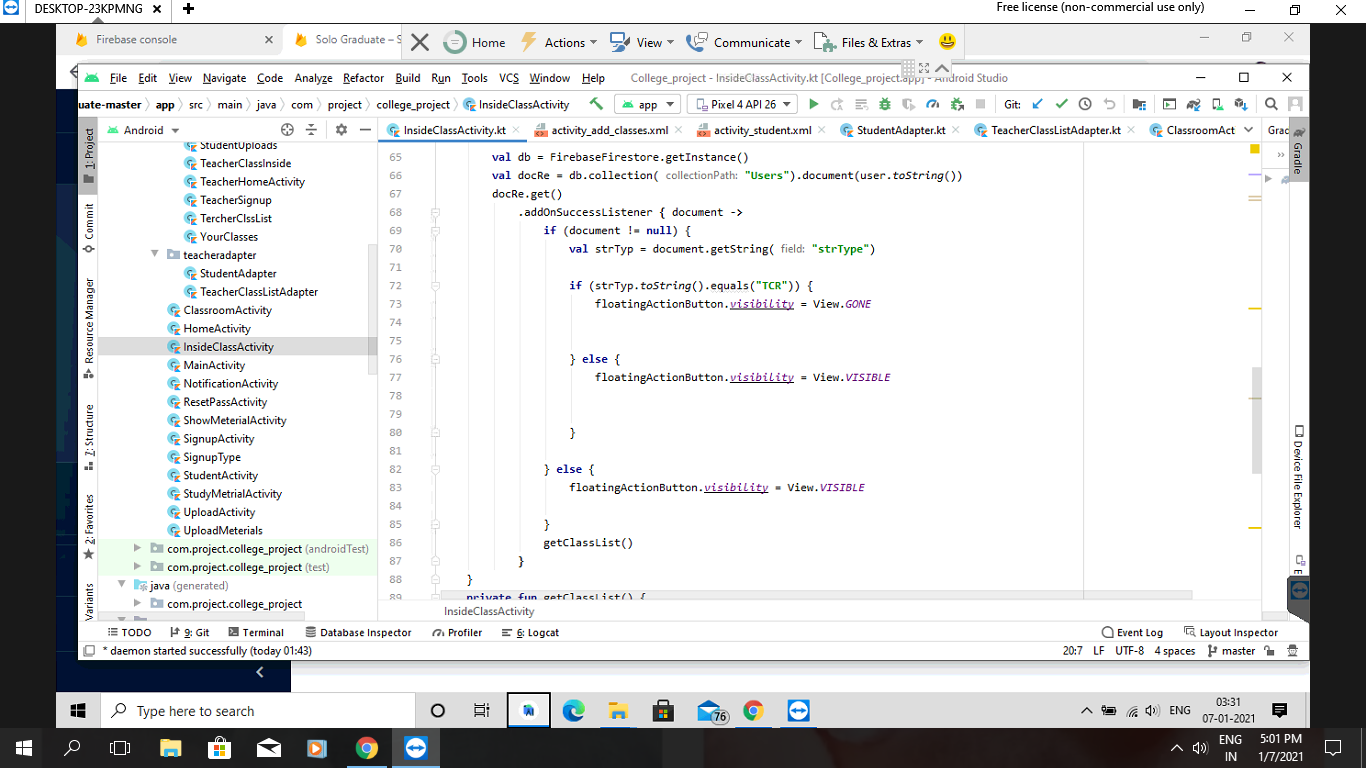 DESKTOP-23KPMNG
Free license (non-commercial use only)
Firebase console
Solo Graduate – S
Home
Actions
View
Communicate
Files & Extras
File Edit View Navigate Code Analyze Refactor Build Run Tools VCS Window Help
College_project - InsideClassActivity.kt [College_project.app] - Android Studio
uate-master app src main java com project college_project InsideClassActivity
app
Pixel 4 API 26
Git:
Android
InsideClassActivity.kt activity_add_classes.xml activity_student.xml StudentAdapter.kt TeacherClassListAdapter.kt ClassroomAct
Grac
1: Project
Commit
Resource Manager
7: Structure
2: Favorites
Variants
StudentUploads
TeacherClassInside
TeacherHomeActivity
TeacherSignup
TercherClssList
YourClasses
teacheradapter
StudentAdapter
TeacherClassListAdapter
ClassroomActivity
HomeActivity
InsideClassActivity
MainActivity
NotificationActivity
ResetPassActivity
ShowMeterialActivity
SignupActivity
SignupType
StudentActivity
StudyMetrialActivity
UploadActivity
UploadMeterials
com.project.college_project (androidTest)
com.project.college_project (test)
java (generated)
com.project.college_project
65 val db = FirebaseFirestore.getInstance()
66 val docRe = db.collection( collectionPath: "Users").document(user.toString())
67 docRe.get()
68 .addOnSuccessListener { document ->
69 if (document != null) {
70 val strTyp = document.getString( field: "strType")
71
72 if (strTyp.toString().equals("TCR")) {
73 floatingActionButton.visibility = View.GONE
74
75
76 } else {
77 floatingActionButton.visibility = View.VISIBLE
78
79
80 }
81
82 } else {
83 floatingActionButton.visibility = View.VISIBLE
84
85 }
86 getClassList()
87 }
88 }
89 private fun getClassList() {
InsideClassActivity
Gradle
Device File Explorer
E
TODO 9: Git Terminal Database Inspector Profiler 6: Logcat
Event Log Layout Inspector
* daemon started successfully (today 01:43)
20:7 LF UTF-8 4 spaces master
Type here to search
76
ENG
03:31
07-01-2021
ENG
IN
5:01 PM
1/7/2021